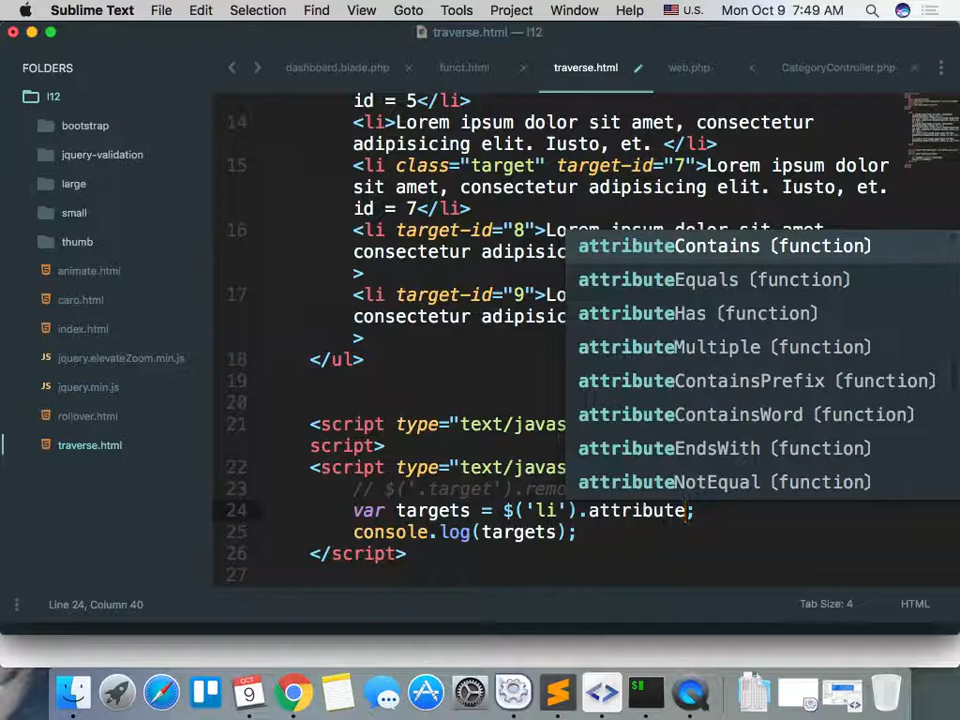 Sublime Text File Edit Selection Find View Goto Tools Project Window Help U.S. Mon Oct 9 7:49 AM
traverse.html — l12
FOLDERS
l12
bootstrap
jquery-validation
large
small
thumb
animate.html
caro.html
index.html
jquery.elevateZoom.min.js
jquery.min.js
rollover.html
traverse.html
dashboard.blade.php funct.html traverse.html web.php CategoryController.php
id = 5</li>
14 <li>Lorem ipsum dolor sit amet, consectetur
adipisicing elit. Iusto, et. </li>
15 <li class="target" target-id="7">Lorem ipsum dolor
sit amet, consectetur adipisicing elit. Iusto, et.
id = 7</li>
16 <li target-id="8">Lorem ipsum dolor sit amet,
consectetur adipisic
>
17 <li target-id="9">Lo
consectetur adipisic
>
18 </ul>
19
20
21 <script type="text/javas
script>
22 <script type="text/javas
23 // $('.target').remo
24 var targets = $('li').attribute;
25 console.log(targets);
26 </script>
27
attributeContains (function)
attributeEquals (function)
attributeHas (function)
attributeMultiple (function)
attributeContainsPrefix (function)
attributeContainsWord (function)
attributeEndsWith (function)
attributeNotEqual (function)
Line 24, Column 40 Tab Size: 4 HTML